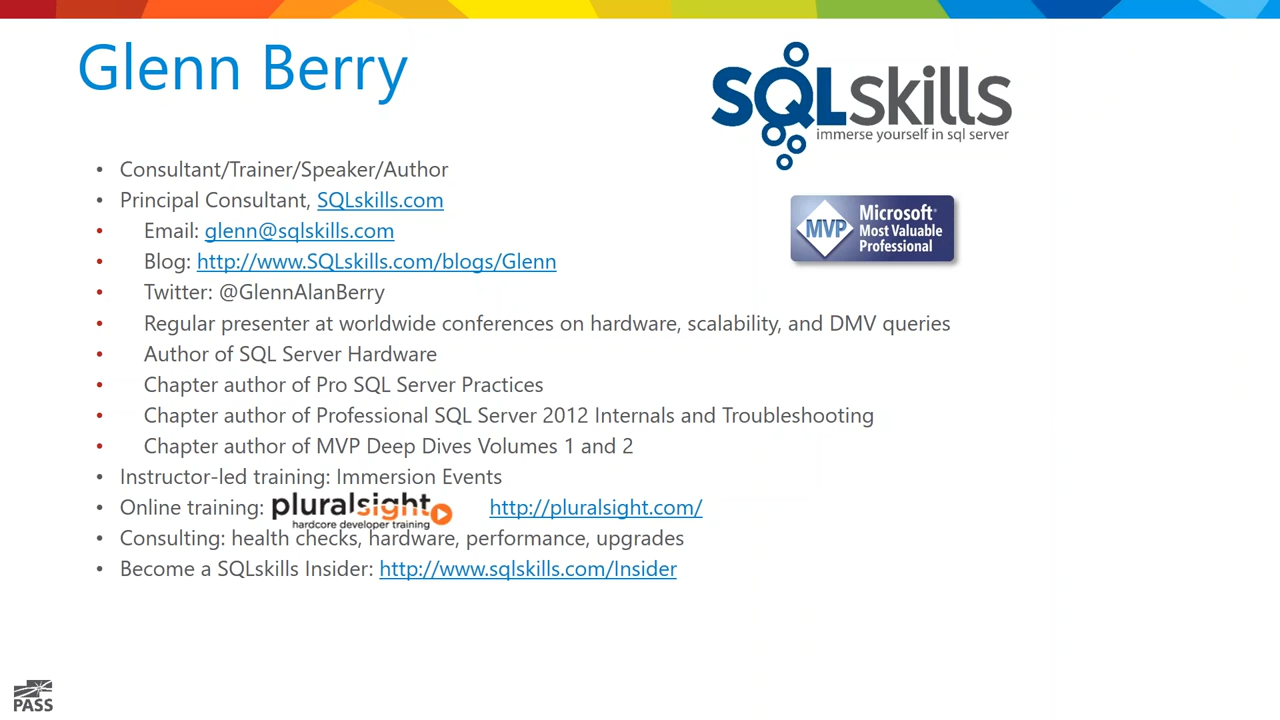 Glenn Berry
SQLskills
immerse yourself in sql server
• Consultant/Trainer/Speaker/Author
• Principal Consultant, SQLskills.com
• Email: glenn@sqlskills.com
• Blog: http://www.SQLskills.com/blogs/Glenn
• Twitter: @GlennAlanBerry
• Regular presenter at worldwide conferences on hardware, scalability, and DMV queries
• Author of SQL Server Hardware
• Chapter author of Pro SQL Server Practices
• Chapter author of Professional SQL Server 2012 Internals and Troubleshooting
• Chapter author of MVP Deep Dives Volumes 1 and 2
• Instructor-led training: Immersion Events
• Online training: pluralsight http://pluralsight.com/
hardcore developer training
• Consulting: health checks, hardware, performance, upgrades
• Become a SQLskills Insider: http://www.sqlskills.com/Insider
MVP
Microsoft®
Most Valuable
Professional
PASS